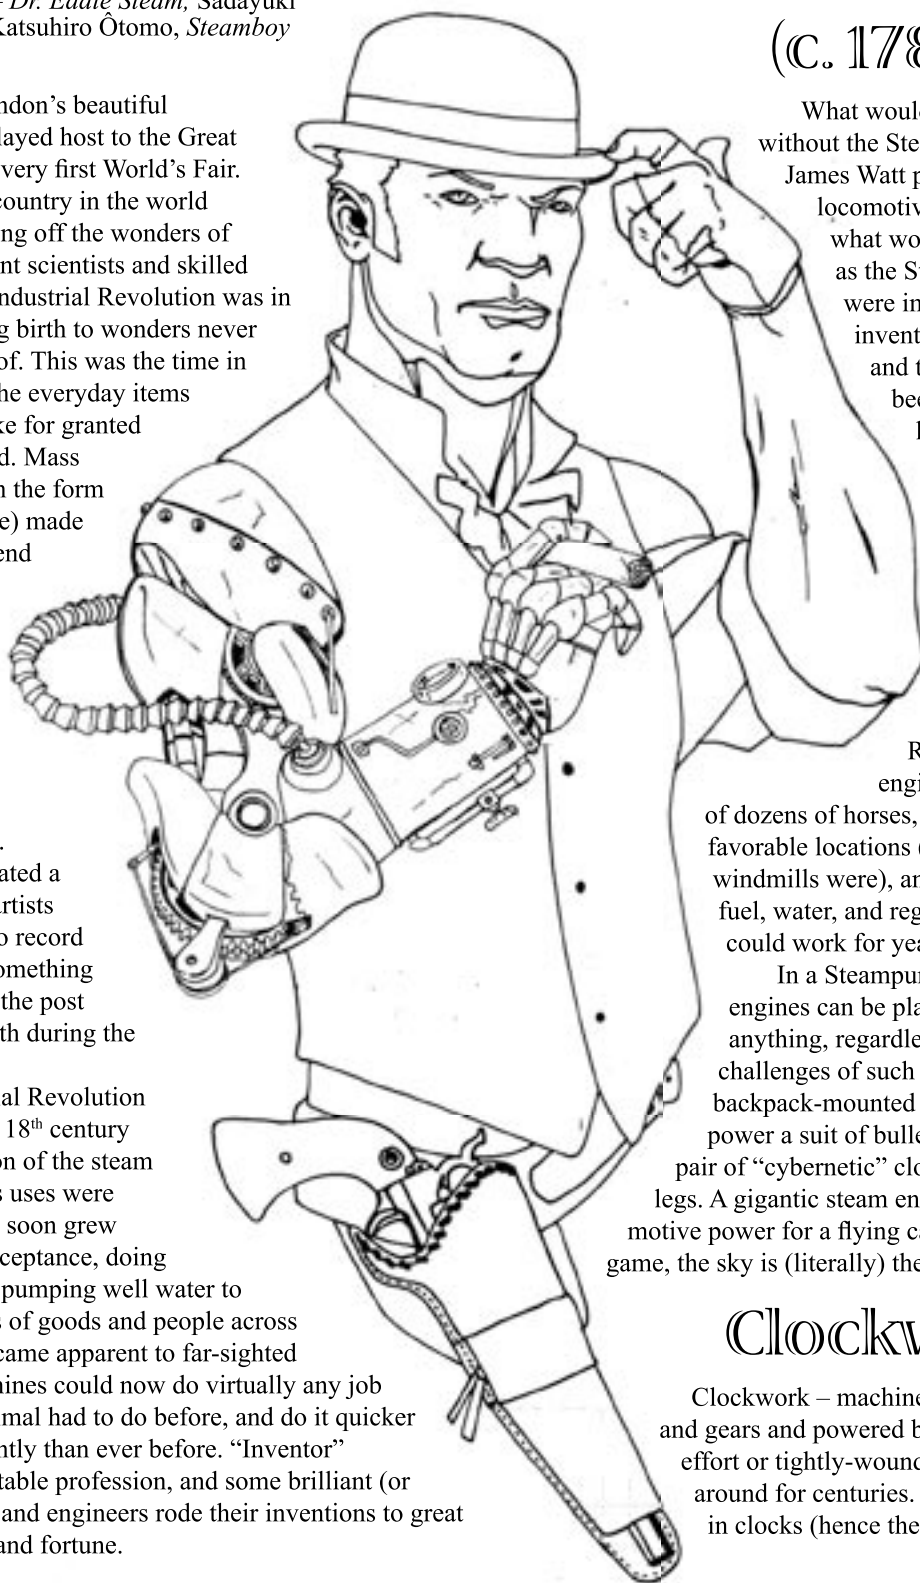 Dr. Eddie Steam, Sadayuki
Katsuhiro Ôtomo, Steamboy
ndon’s beautiful
layed host to the Great
very first World’s Fair.
country in the world
ng off the wonders of
nt scientists and skilled
ndustrial Revolution was in
g birth to wonders never
of. This was the time in
he everyday items
ke for granted
d. Mass
n the form
e) made
end
.
ated a
artists
o record
omething
the post
th during the
al Revolution
18th century
on of the steam
s uses were
soon grew
ceptance, doing
pumping well water to
s of goods and people across
came apparent to far-sighted
hines could now do virtually any job
imal had to do before, and do it quicker
ntly than ever before. “Inventor”
table profession, and some brilliant (or
and engineers rode their inventions to great
and fortune.
(c. 178
What would
without the Ste
James Watt p
locomotiv
what wo
as the St
were in
invent
and t
bee
R
engi
of dozens of horses,
favorable locations (
windmills were), an
fuel, water, and reg
could work for yea
In a Steampun
engines can be pla
anything, regardle
challenges of such
backpack-mounted
power a suit of bulle
pair of “cybernetic” clo
legs. A gigantic steam en
motive power for a flying ca
game, the sky is (literally) the
Clockw
Clockwork – machine
and gears and powered b
effort or tightly-wound
around for centuries.
in clocks (hence the